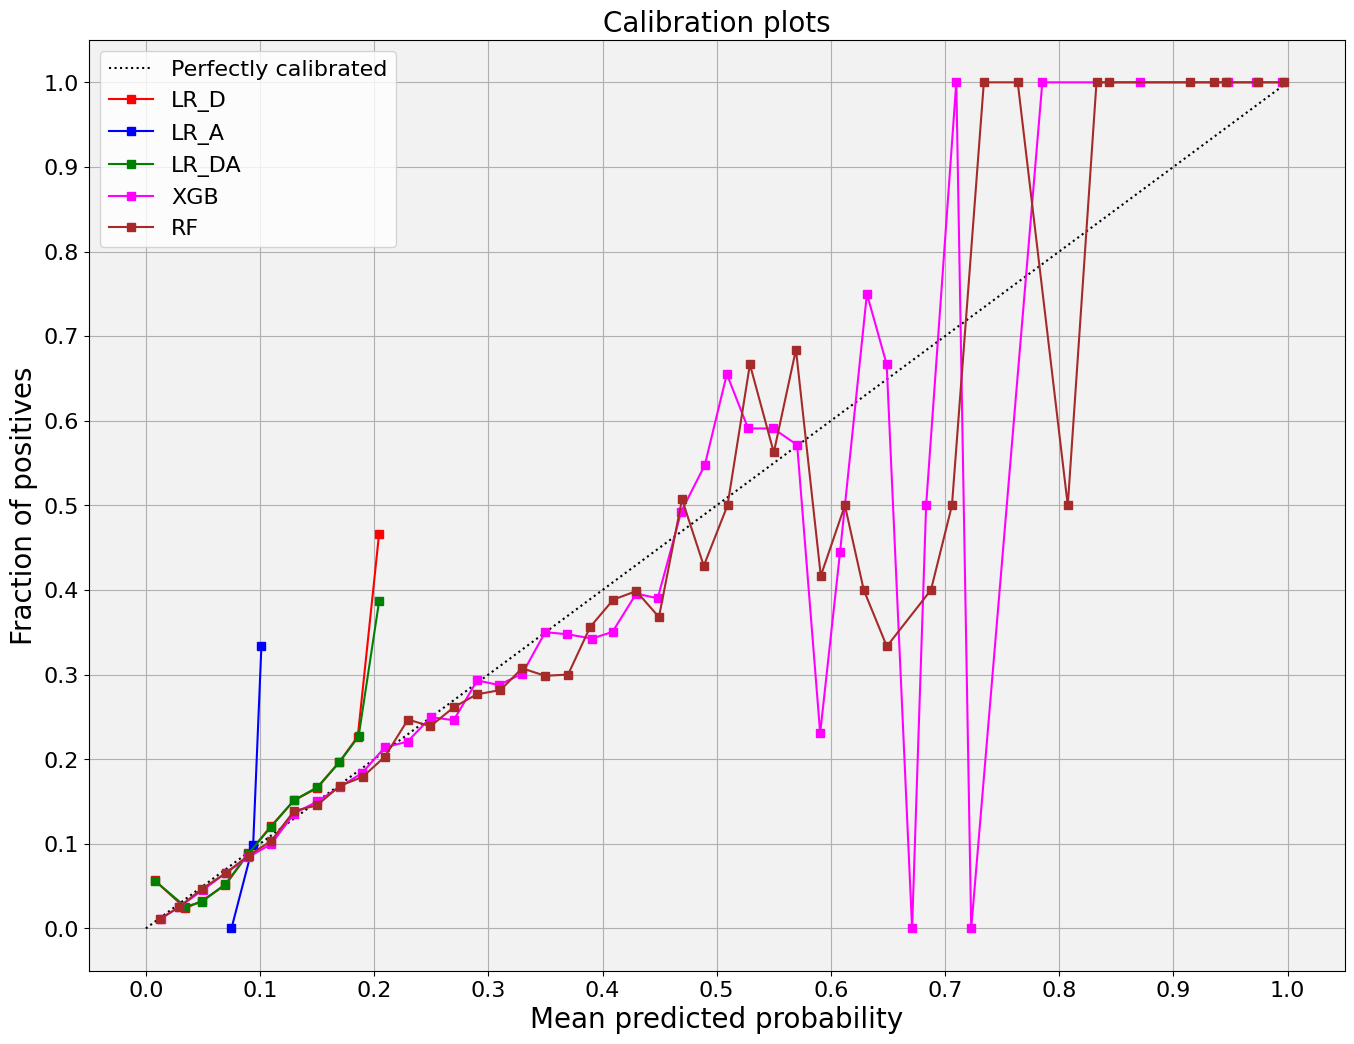 Calibration plots
Perfectly calibrated
LR_D
LR_A
LR_DA
XGB
RF
1.0
0.9
0.8
0.7
0.6
0.5
0.4
0.3
0.2
0.1
0.0
Fraction of positives
0.0 0.1 0.2 0.3 0.4 0.5 0.6 0.7 0.8 0.9 1.0
Mean predicted probability